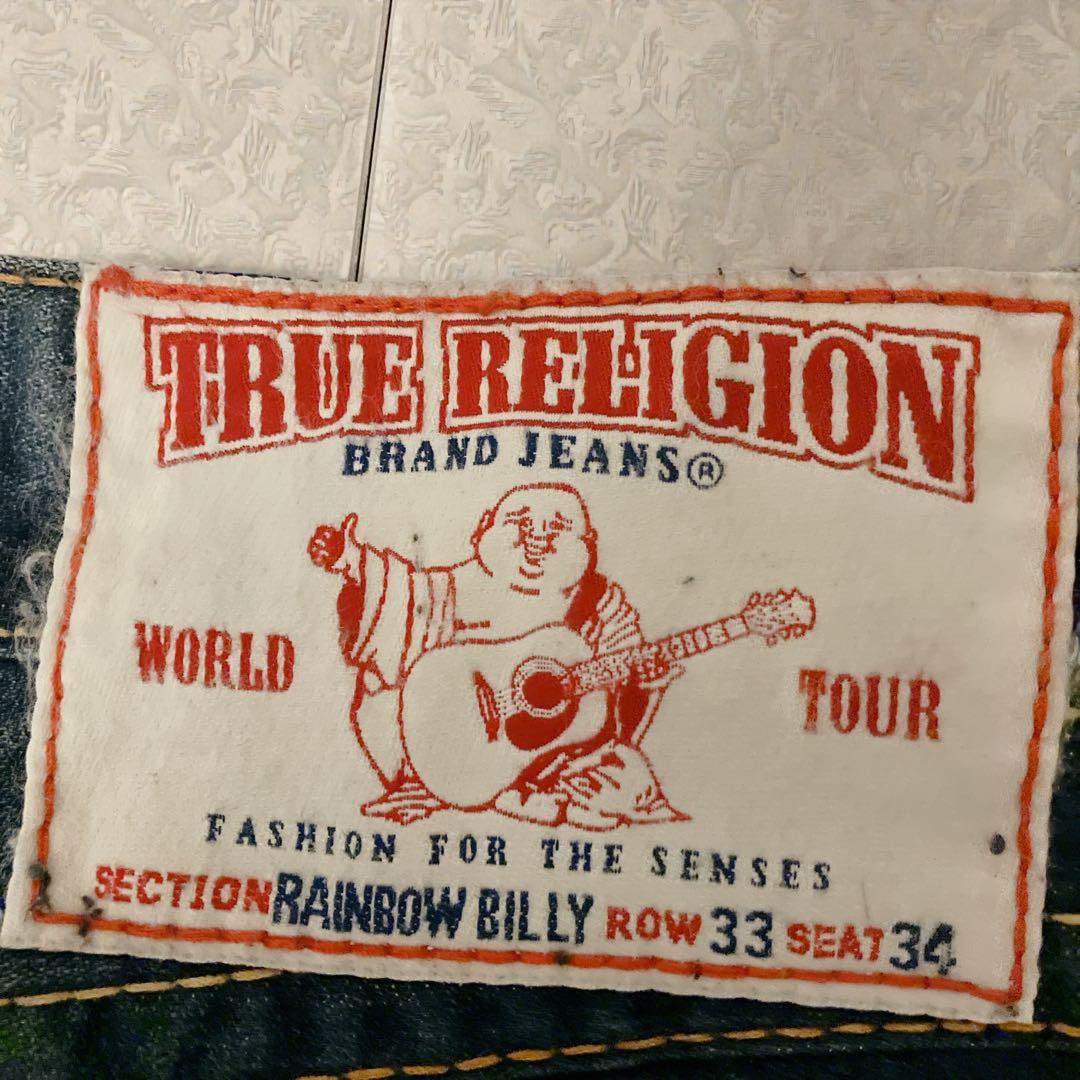 TRUE RELIGION
BRAND JEANS®
WORLD TOUR
FASHION FOR THE SENSES
SECTION RAINBOW BILLY ROW 33 SEAT 34